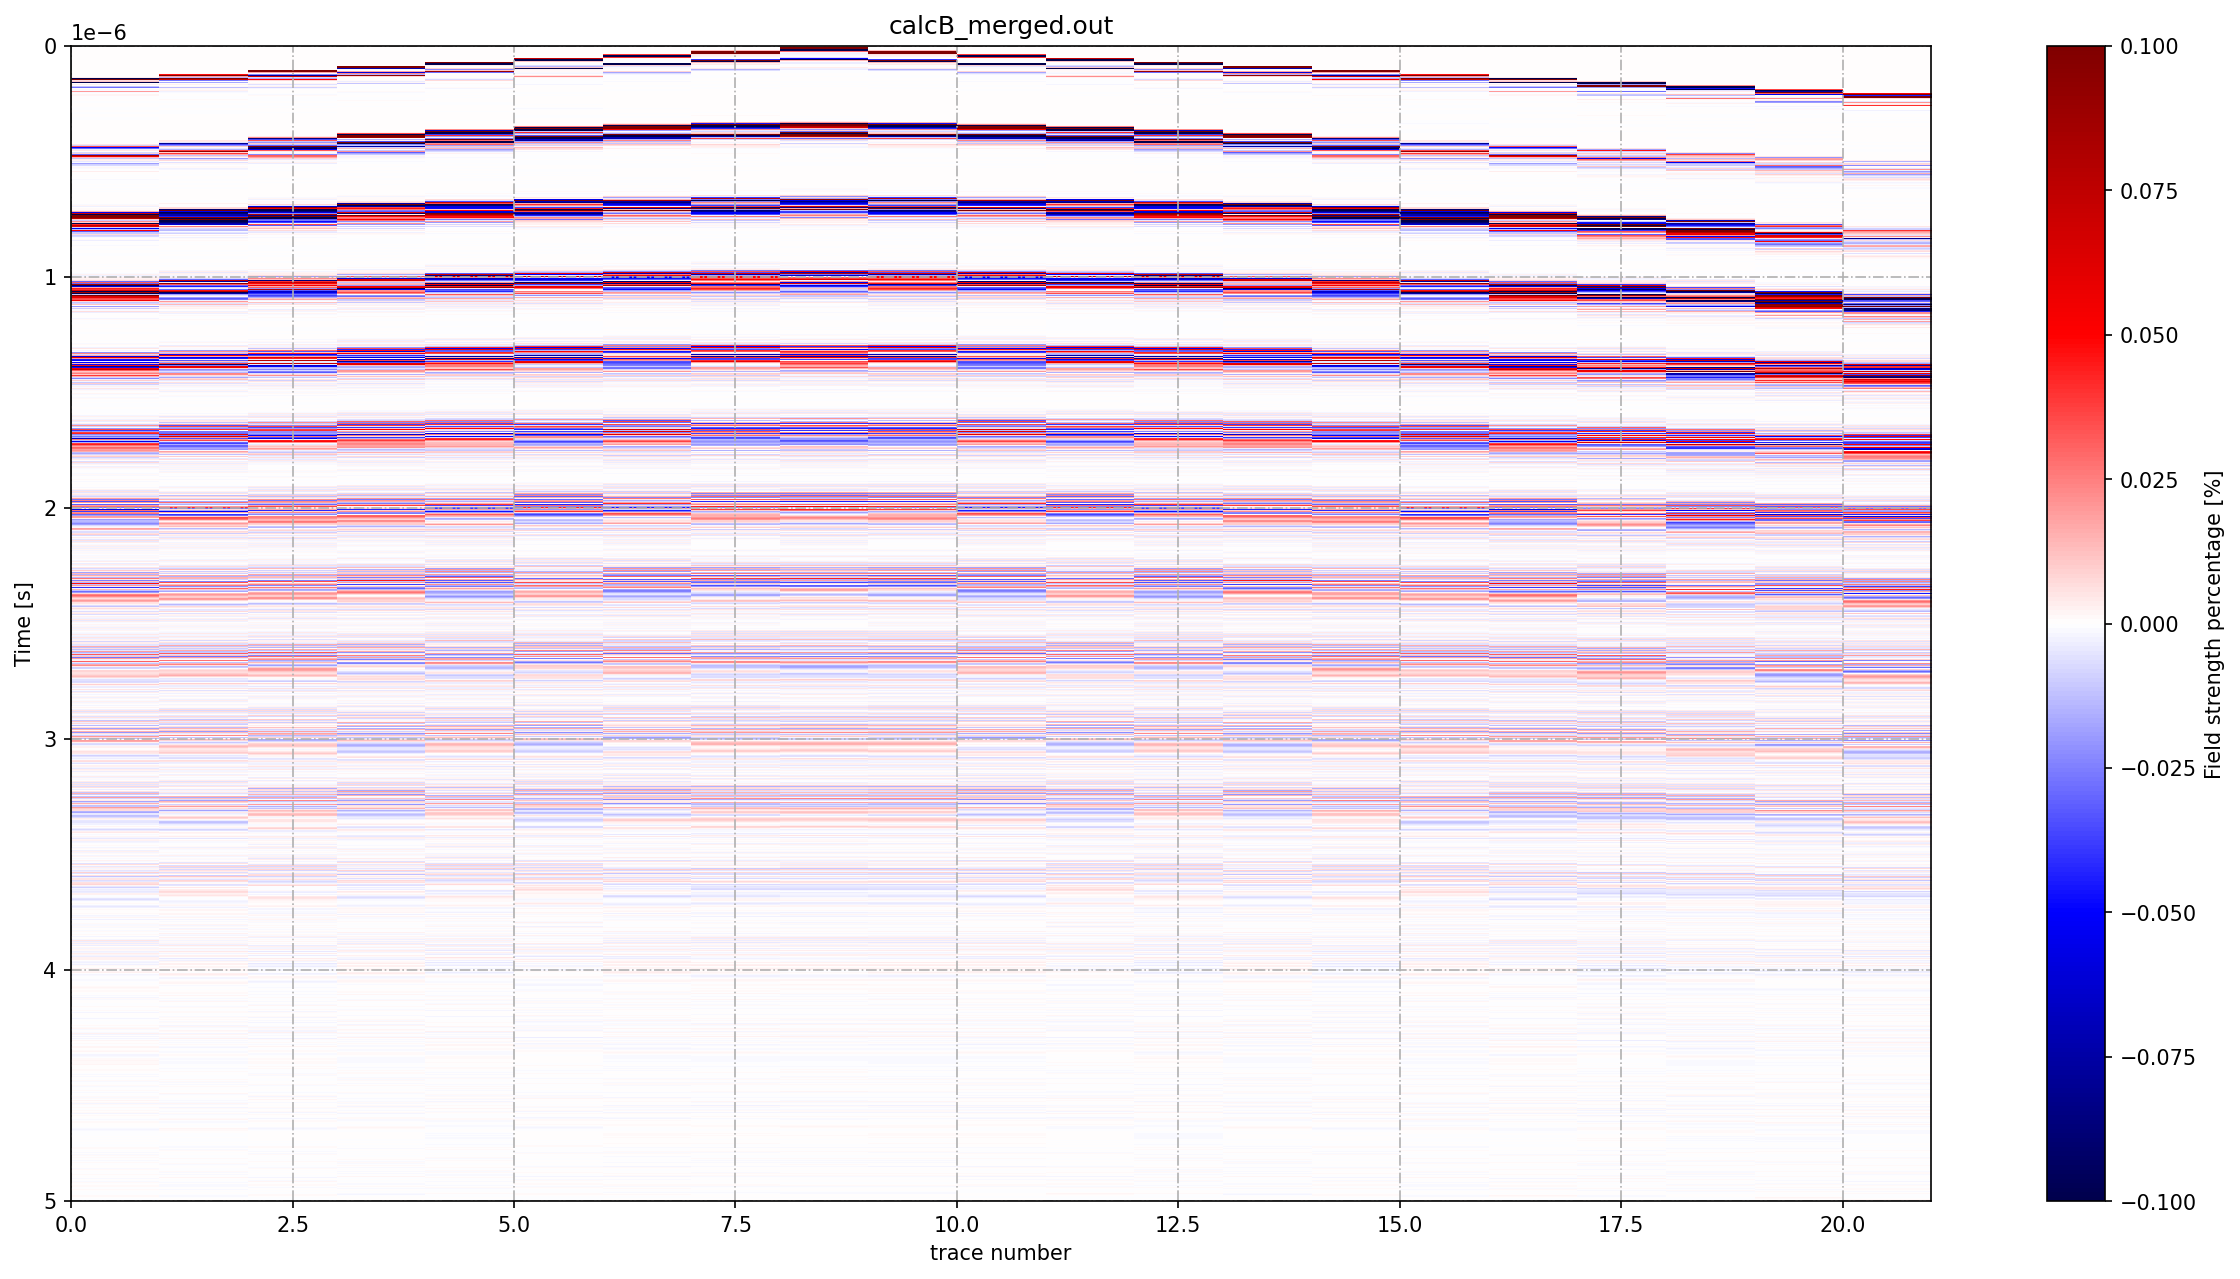 calcB_merged.out
1e−6
0
1
2
3
4
5
Time [s]
0.0 2.5 5.0 7.5 10.0 12.5 15.0 17.5 20.0
trace number
0.100
0.075
0.050
0.025
0.000
−0.025
−0.050
−0.075
−0.100
Field strength percentage [%]